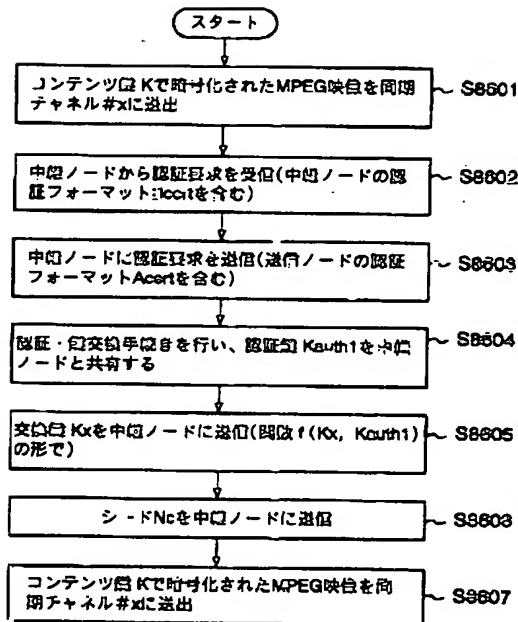 スタート
コンテンツ鍵 Kで暗号化されたMPEG映像を同期
チャネル#xに送出
S8601
中継ノードから認証要求を受信(中継ノードの認
証フォーマットBcertを含む)
S8602
中継ノードに認証要求を送信(送信ノードの認証
フォーマットAcertを含む)
S8603
認証・鍵交換手続きを行い、認証鍵 Kauth1を中継
ノードと共有する
S8604
交換鍵 Kxを中継ノードに送信(関数 f (Kx, Kauth1)
の形で)
S8605
シードNcを中継ノードに送信
S8606
コンテンツ鍵 Kで暗号化されたMPEG映像を同
期チャネル#xに送出
S8607